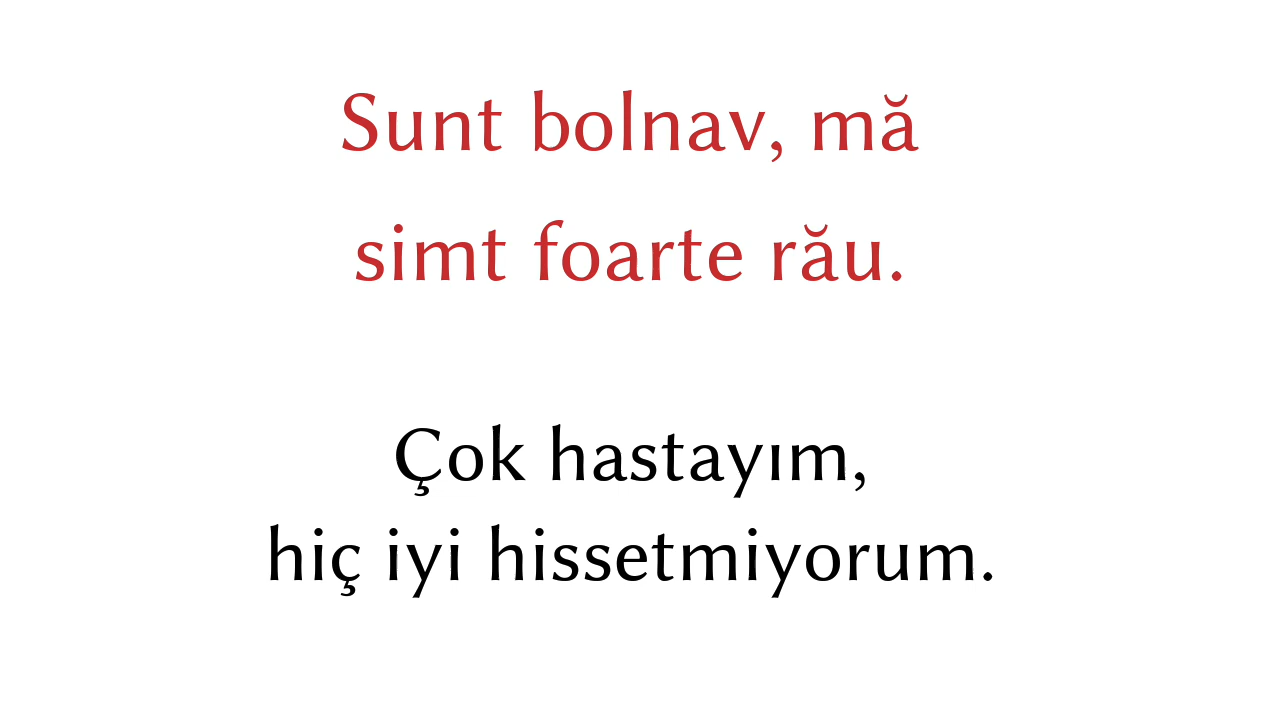 Sunt bolnav, mă
simt foarte rău.
Çok hastayım,
hiç iyi hissetmiyorum.